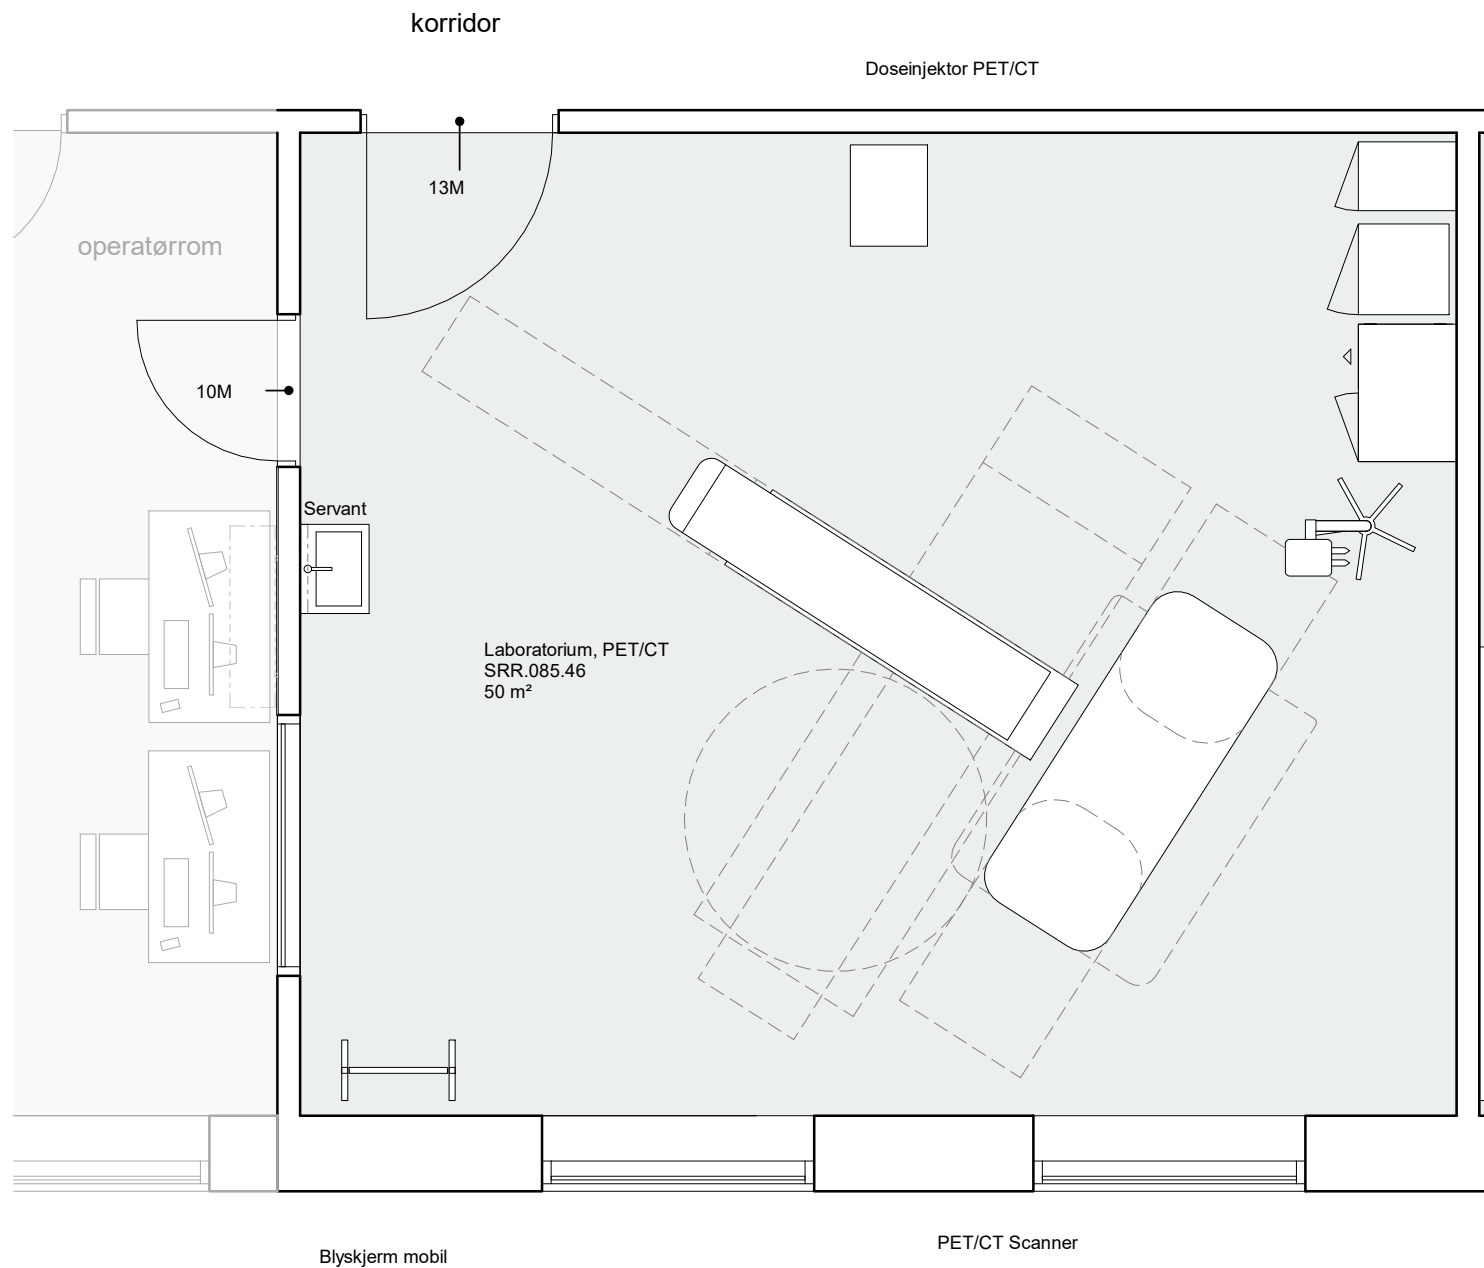 korridor
Doseinjektor PET/CT
13M
operatørrom
10M
Servant
Laboratorium, PET/CT
SRR.085.46
50 m²
PET/CT Scanner
Blyskjerm mobil